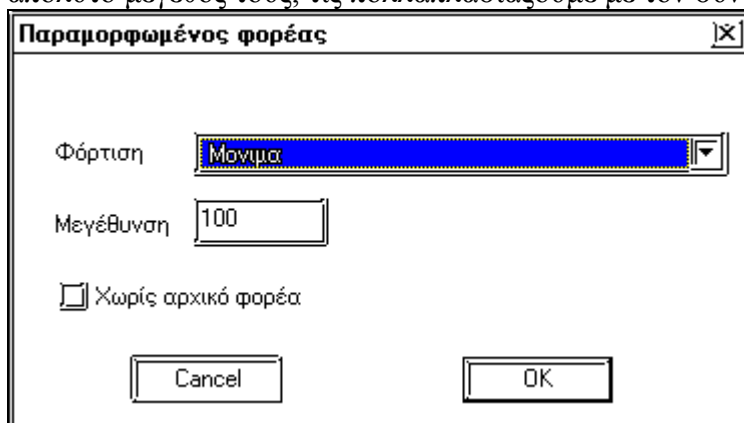 Παραμορφωμένος φορέας
Φόρτιση Μονιμα
Μεγέθυνση 100
Χωρίς αρχικό φορέα
Cancel OK